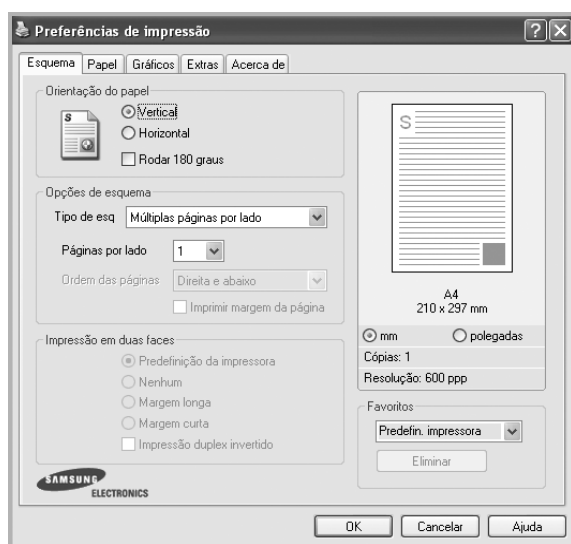 Preferências de impressão
Esquema Papel Gráficos Extras Acerca de
Orientação do papel
S
Vertical
Horizontal
Rodar 180 graus
Opções de esquema
Tipo de esq Múltiplas páginas por lado
Páginas por lado 1
Ordem das páginas Direita e abaixo
Imprimir margem da página
Impressão em duas faces
Predefinição da impressora
Nenhum
Margem longa
Margem curta
Impressão duplex invertido
SAMSUNG
ELECTRONICS
S
A4
210 x 297 mm
mm polegadas
Cópias: 1
Resolução: 600 ppp
Favoritos
Predefin. impressora
Eliminar
OK Cancelar Ajuda